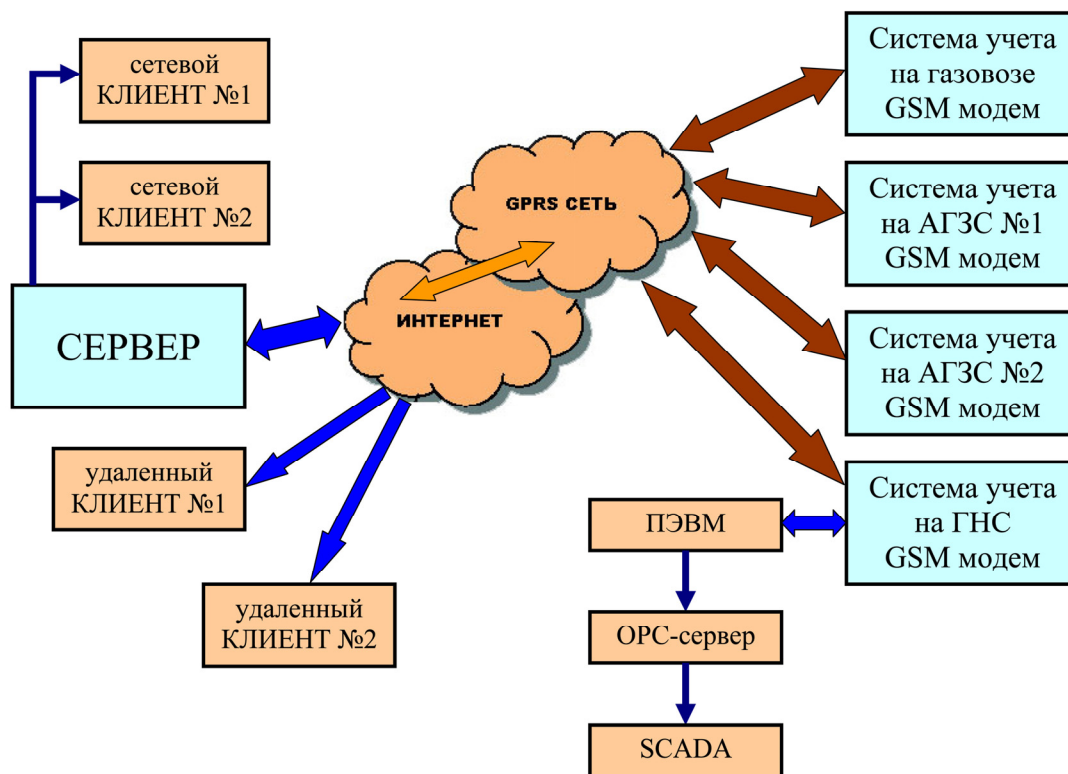 сетевой
КЛИЕНТ №1
сетевой
КЛИЕНТ №2
СЕРВЕР
удаленный
КЛИЕНТ №1
удаленный
КЛИЕНТ №2
GPRS СЕТЬ
ИНТЕРНЕТ
Система учета
на газовозе
GSM модем
Система учета
на АГЗС №1
GSM модем
Система учета
на АГЗС №2
GSM модем
Система учета
на ГНС
GSM модем
ПЭВМ
OPC-сервер
SCADA